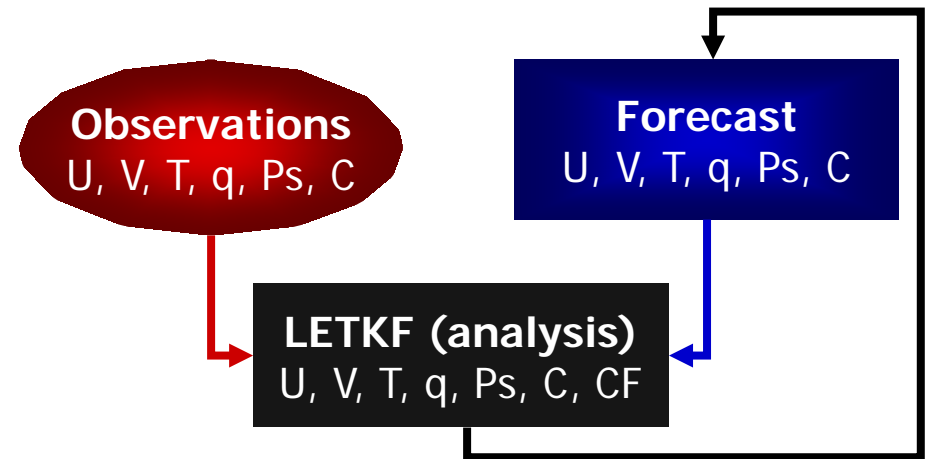 Observations
U, V, T, q, Ps, C
Forecast
U, V, T, q, Ps, C
LETKF (analysis)
U, V, T, q, Ps, C, CF